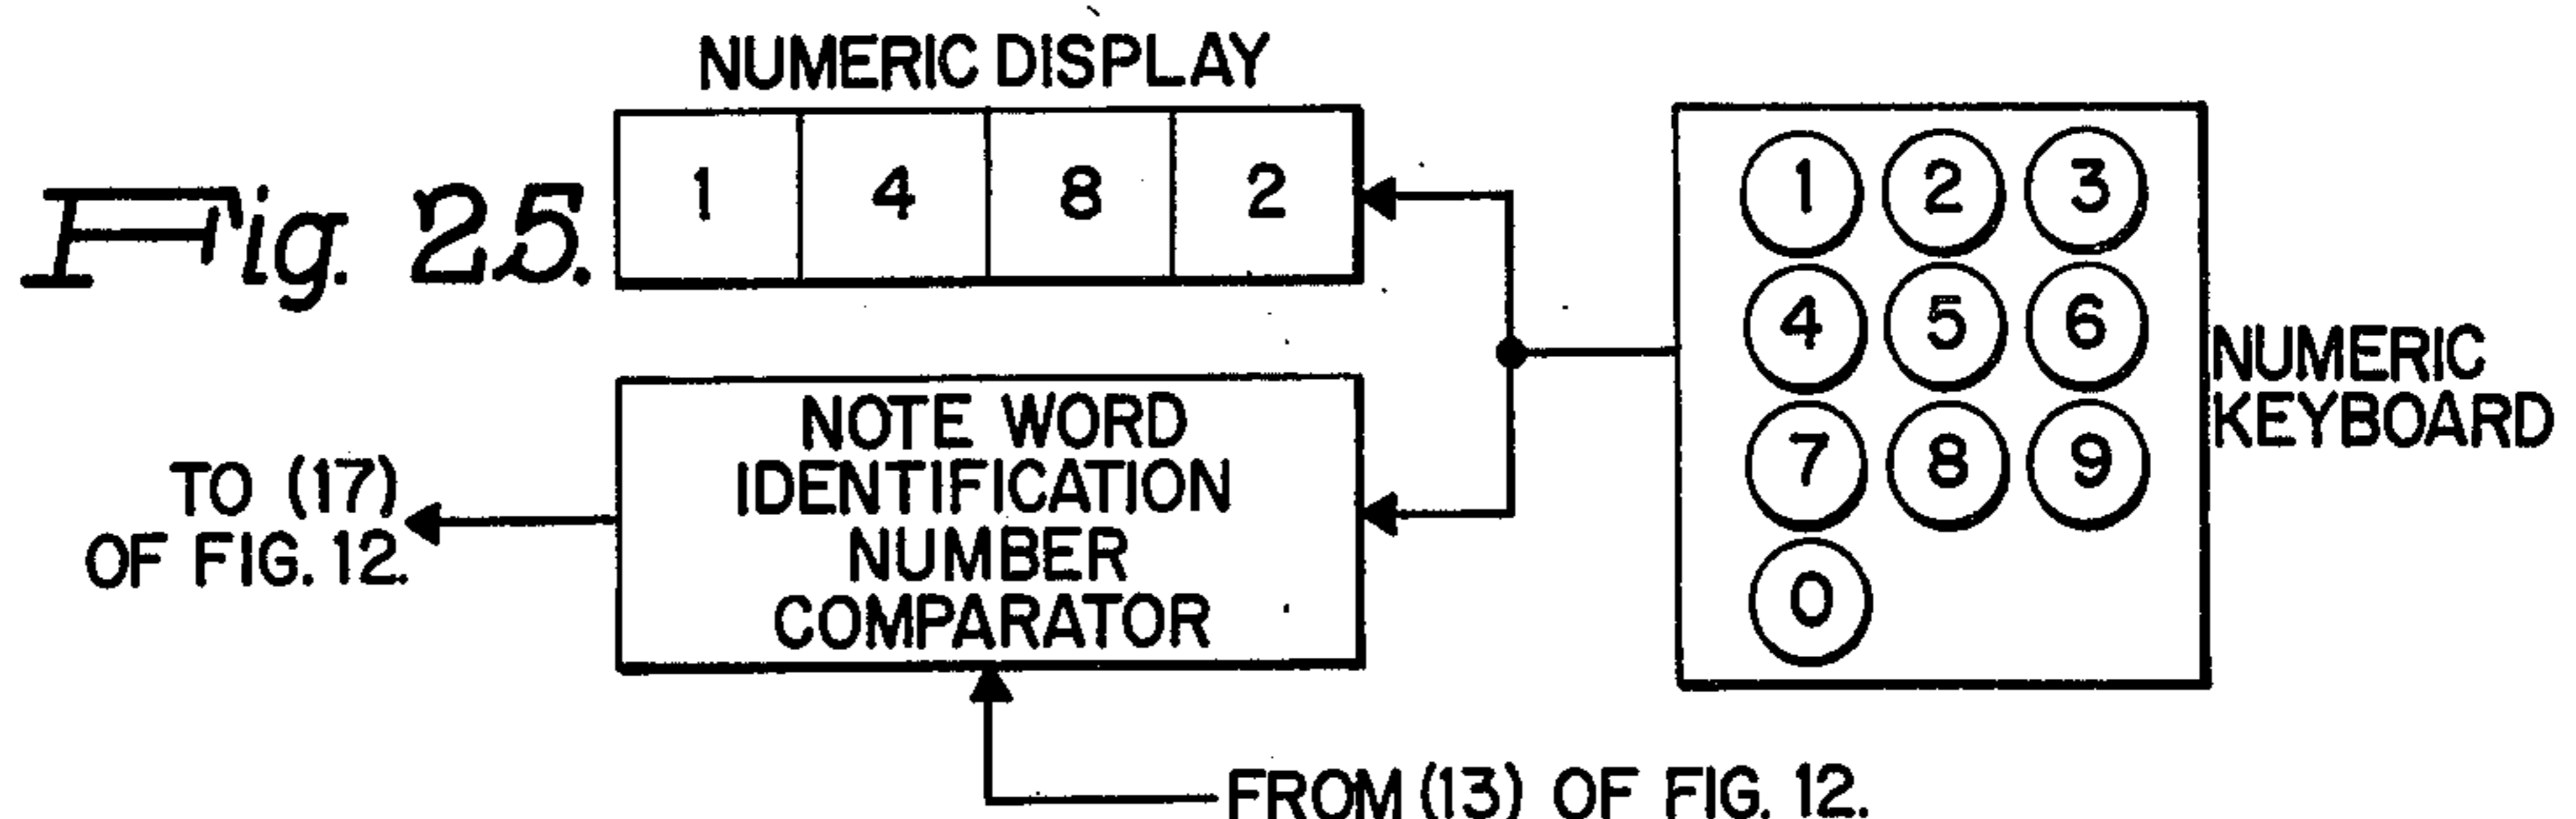 Fig. 25.
NUMERIC DISPLAY
1 4 8 2
NOTE WORD
IDENTIFICATION
NUMBER
COMPARATOR
TO (17)
OF FIG. 12.
FROM (13) OF FIG. 12.
1 2 3
4 5 6
7 8 9
0
NUMERIC
KEYBOARD